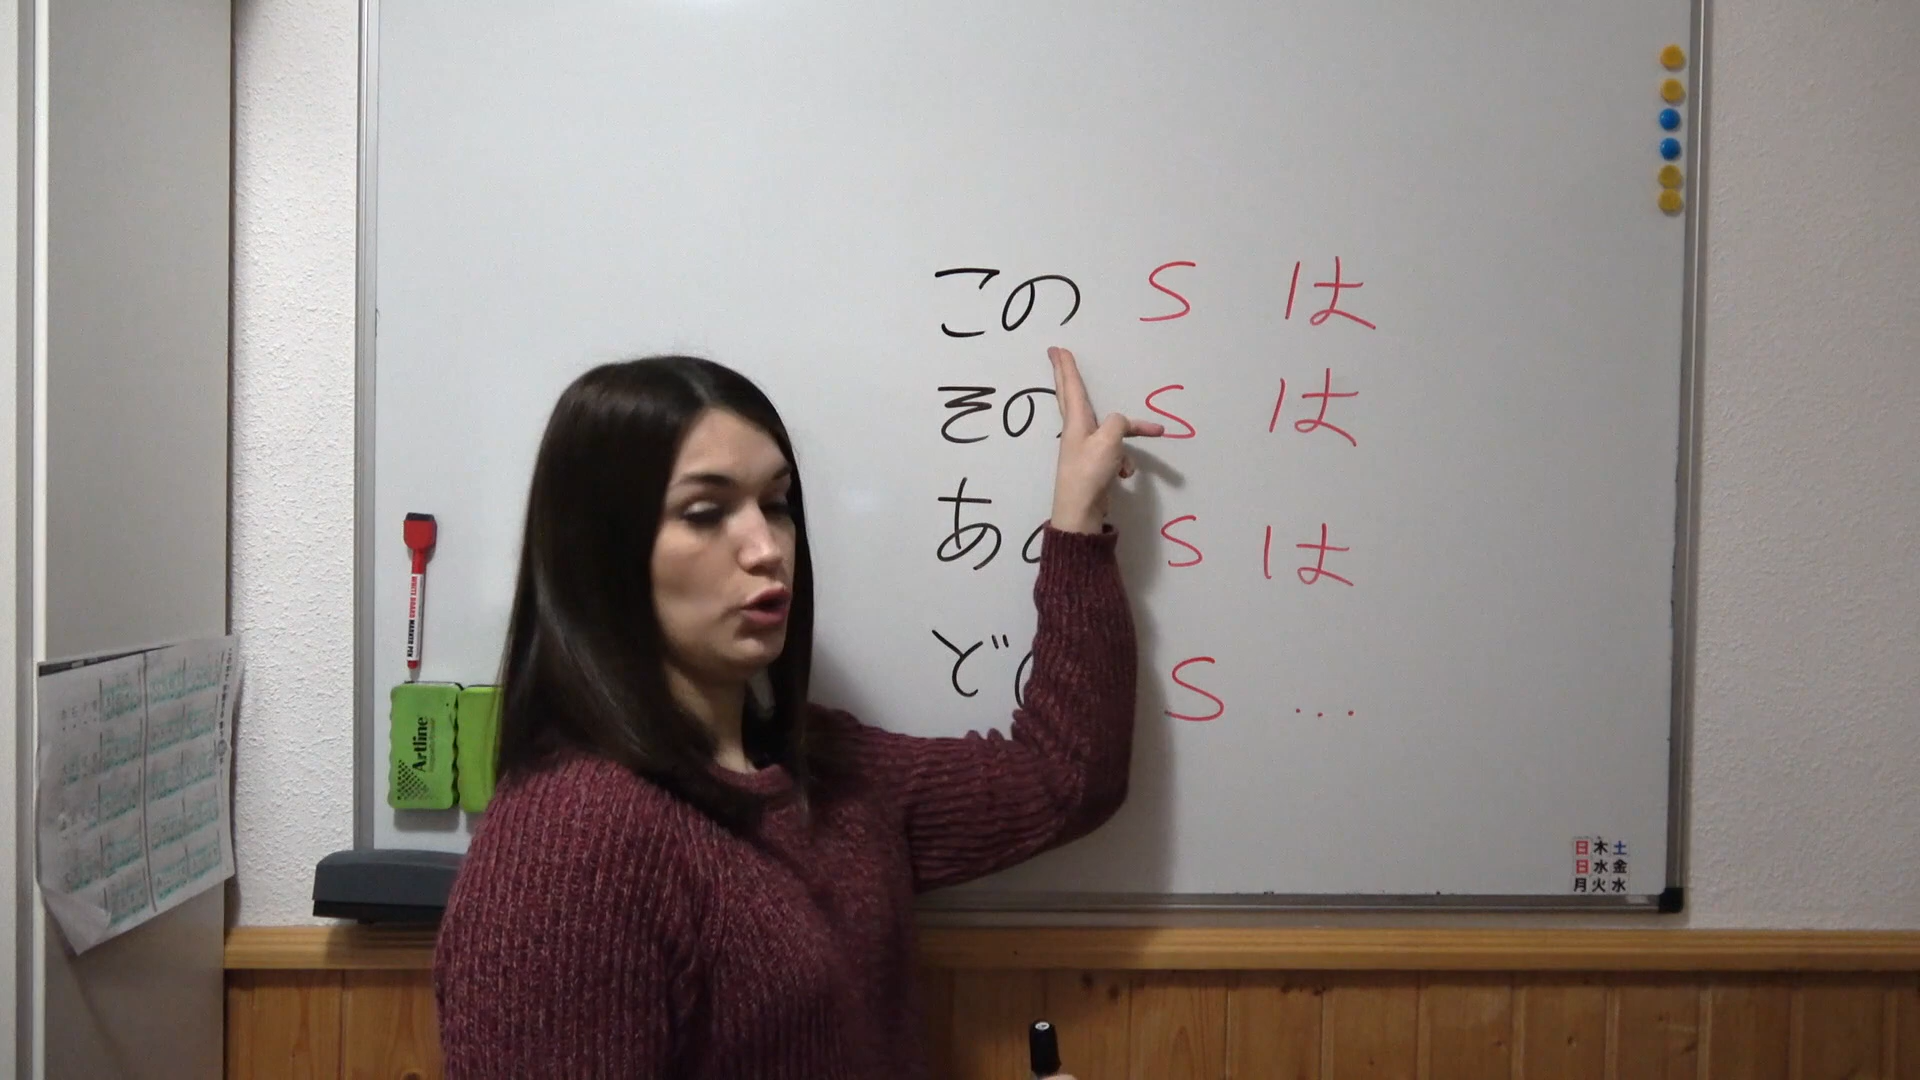 この S は
その S は
あの S は
ど S ...
WHITE BOARD MARKER PEN
Artline
日木土
日水金
月火水